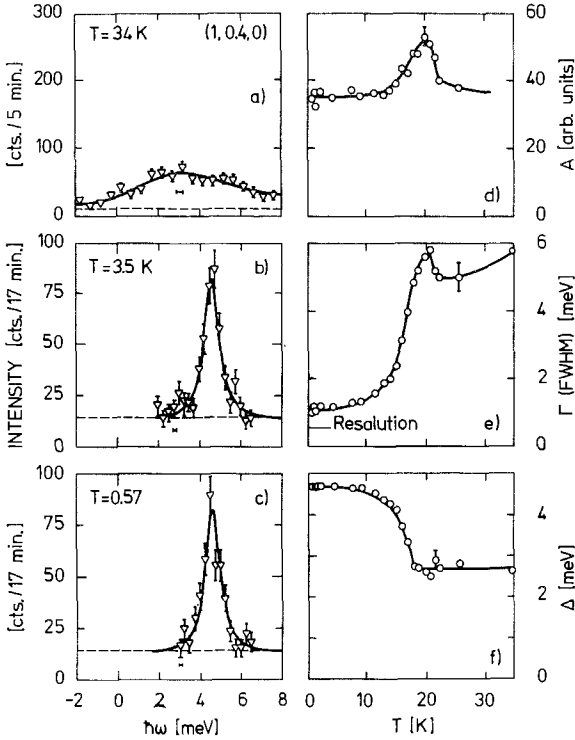 300
T=34 K
(1, 0.4, 0)
200
a)
100
0
[cts. / 5 min.]
100
T= 3.5 K
b)
75
50
25
0
INTENSITY [cts./17 min.]
100
T=0.57
c)
75
50
25
0
[cts./17 min.]
-2
0
2
4
6
8
ħω [meV]
60
40
d)
20
0
A [arb. units]
6
4
2
Resolution
e)
0
Γ [meV]
(FWHM)
4
2
f)
0
Δ [meV]
0
10
20
30
T [K]